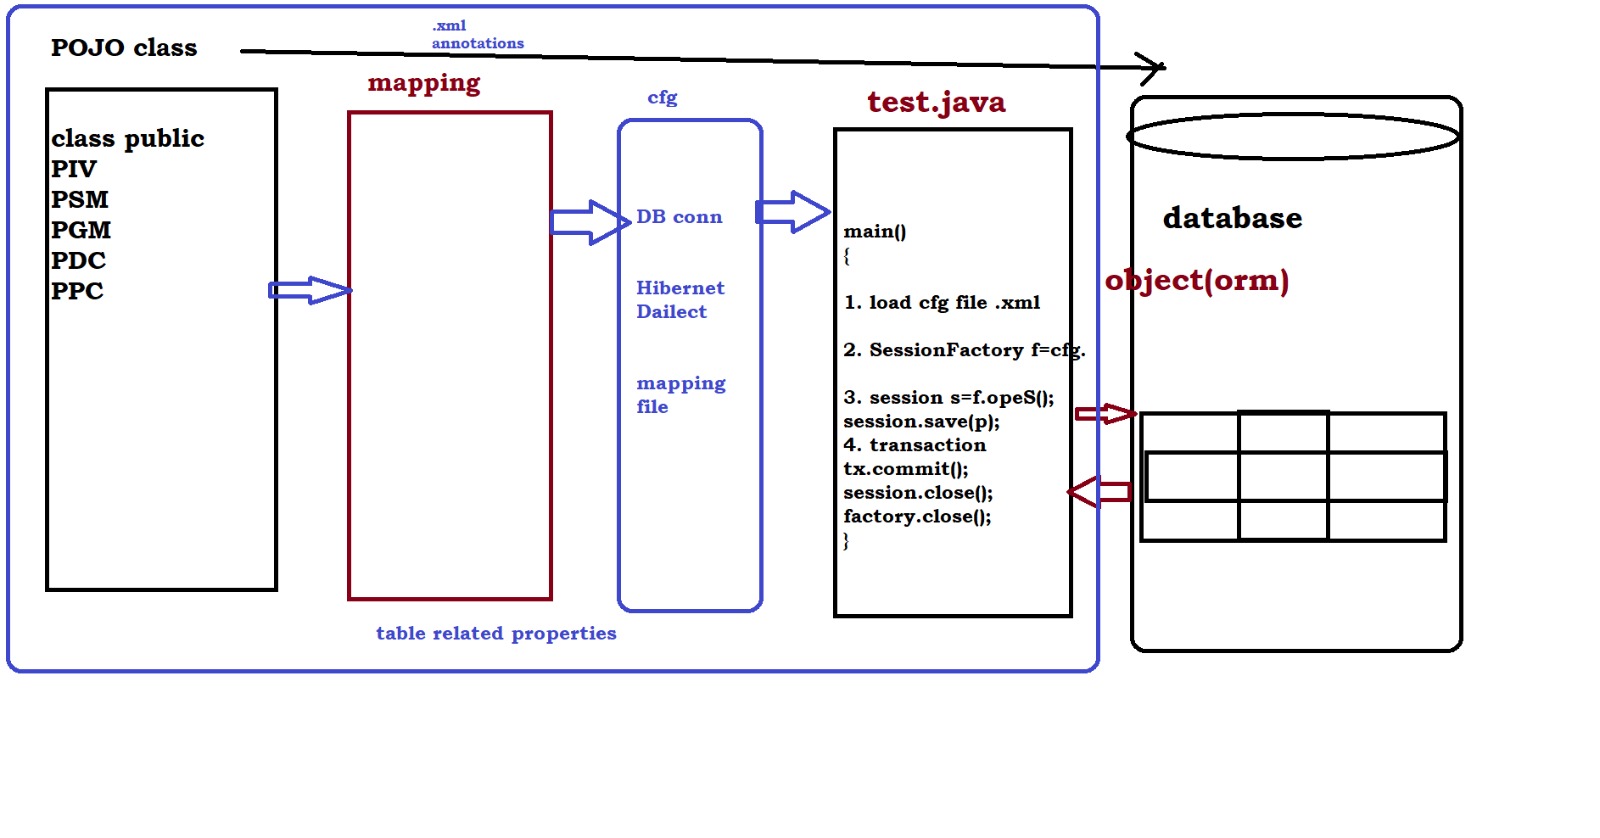 POJO class
.xml
annotations
mapping
cfg
test.java
class public
PIV
PSM
PGM
PDC
PPC
DB conn
Hibernet
Dailect
mapping
file
main()
{
1. load cfg file .xml
2. SessionFactory f=cfg.
3. session s=f.opeS();
session.save(p);
4. transaction
tx.commit();
session.close();
factory.close();
}
database
object(orm)
table related properties